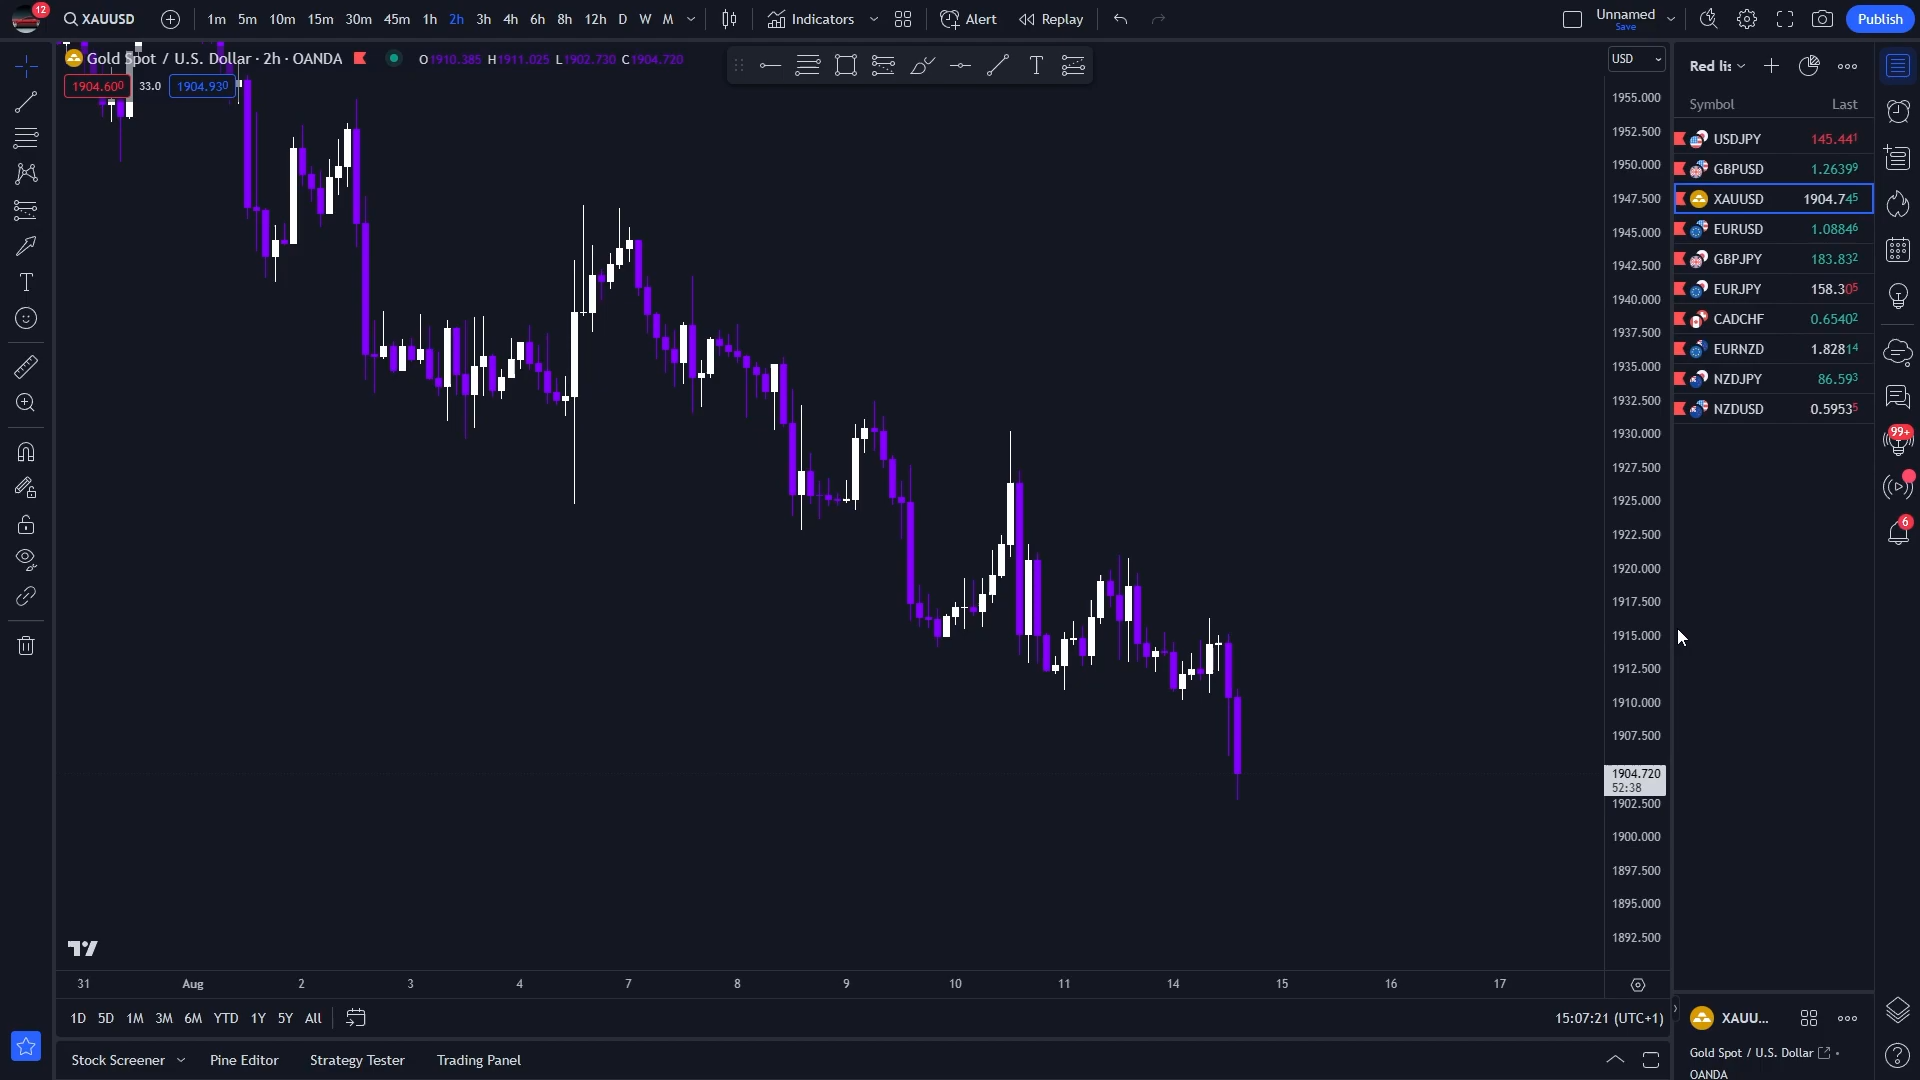 12
XAUUSD
1m 5m 10m 15m 30m 45m 1h 2h 3h 4h 6h 8h 12h D W M
Indicators
Alert
Replay
Unnamed
Save
Publish
Gold Spot / U.S. Dollar · 2h · OANDA
O1910.385 H1911.025 L1902.730 C1904.720
1904.600
33.0
1904.930
T
T
USD
1955.000
1952.500
1950.000
1947.500
1945.000
1942.500
1940.000
1937.500
1935.000
1932.500
1930.000
1927.500
1925.000
1922.500
1920.000
1917.500
1915.000
1912.500
1910.000
1907.500
1904.720
52:38
1902.500
1900.000
1897.500
1895.000
1892.500
31 Aug 2 3 4 7 8 9 10 11 14 15 16 17
1D 5D 1M 3M 6M YTD 1Y 5Y All
15:07:21 (UTC+1)
Stock Screener
Pine Editor
Strategy Tester
Trading Panel
Red lis
Symbol Last
USDJPY 145.441
GBPUSD 1.26399
XAUUSD 1904.745
EURUSD 1.08846
GBPJPY 183.832
EURJPY 158.305
CADCHF 0.65402
EURNZD 1.82814
NZDJPY 86.593
NZDUSD 0.59535
99+
6
XAUU...
Gold Spot / U.S. Dollar
OANDA